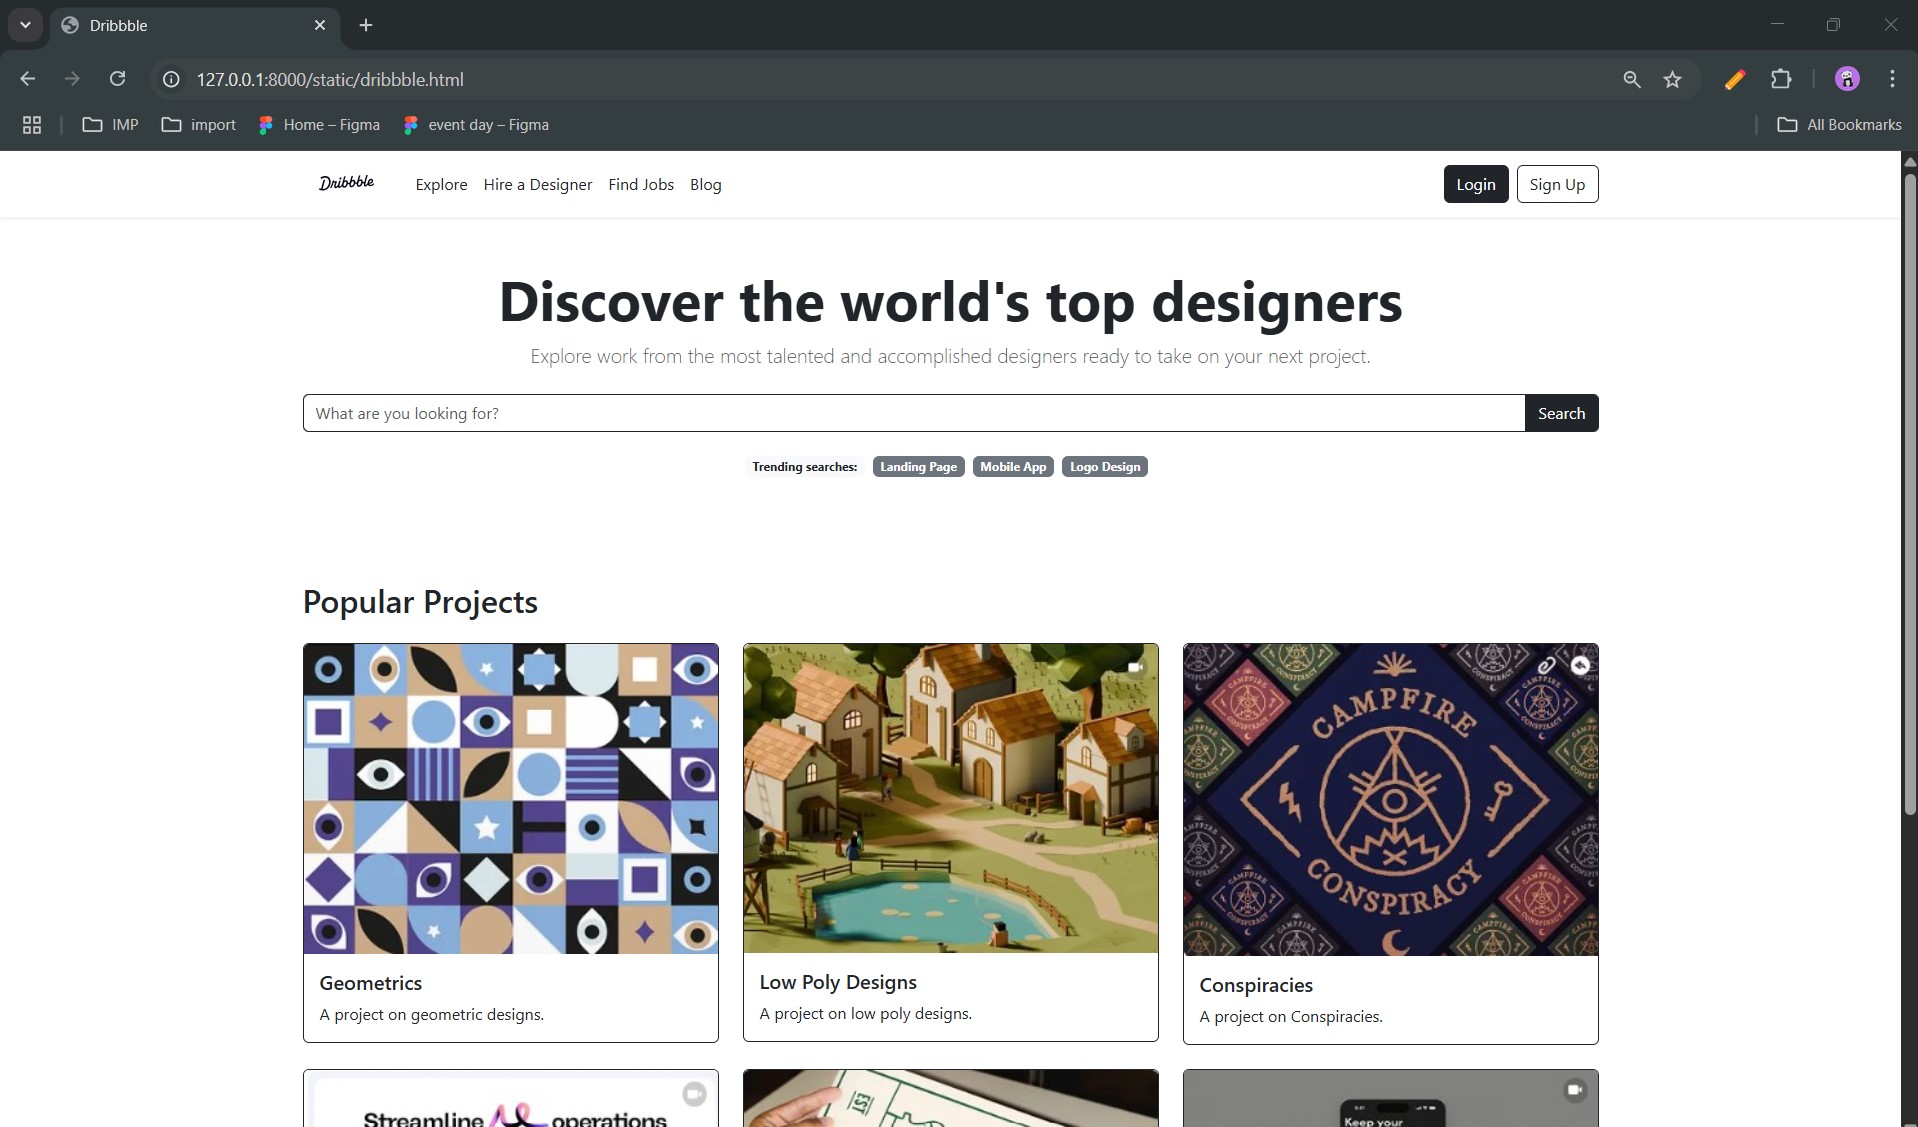 Dribbble
127.0.0.1:8000/static/dribbble.html
IMP
import
Home – Figma
event day – Figma
All Bookmarks
Dribbble
Explore
Hire a Designer
Find Jobs
Blog
Login
Sign Up
Discover the world's top designers
Explore work from the most talented and accomplished designers ready to take on your next project.
What are you looking for?
Search
Trending searches:
Landing Page
Mobile App
Logo Design
Popular Projects
CAMPFIRE
CONSPIRACY
Geometrics
A project on geometric designs.
Low Poly Designs
A project on low poly designs.
Conspiracies
A project on Conspiracies.
Streamline operations
EST
Keep your